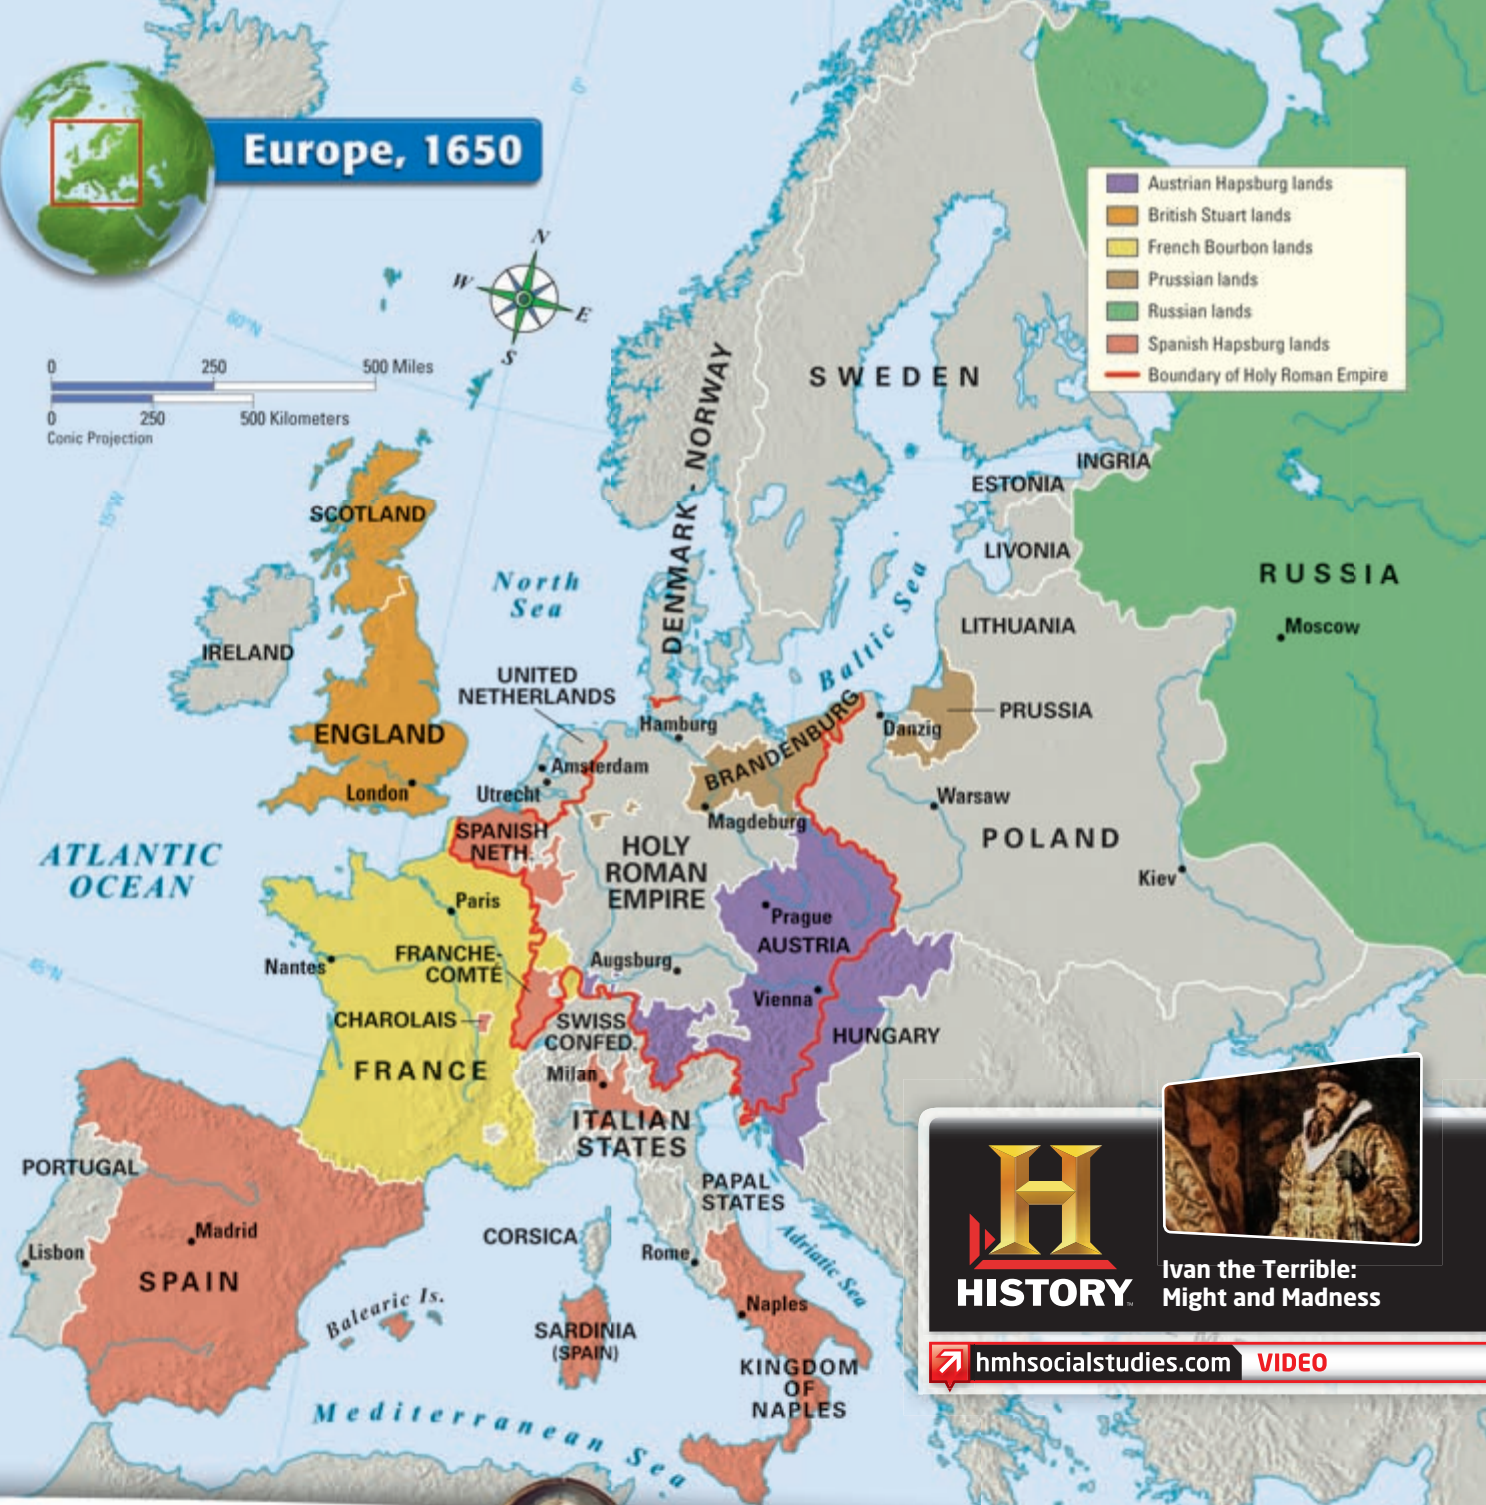 Europe, 1650
N
W
E
S
0°
60°N
15°W
45°N
0 250 500 Miles
0 250 500 Kilometers
Conic Projection
Austrian Hapsburg lands
British Stuart lands
French Bourbon lands
Prussian lands
Russian lands
Spanish Hapsburg lands
Boundary of Holy Roman Empire
SWEDEN
DENMARK - NORWAY
INGRIA
ESTONIA
LIVONIA
LITHUANIA
RUSSIA
Moscow
SCOTLAND
North
Sea
Baltic Sea
IRELAND
ENGLAND
London
UNITED
NETHERLANDS
Hamburg
BRANDENBURG
Danzig
PRUSSIA
Amsterdam
Utrecht
Magdeburg
Warsaw
POLAND
Kiev
SPANISH
NETH.
HOLY
ROMAN
EMPIRE
ATLANTIC
OCEAN
Paris
Prague
AUSTRIA
Nantes
FRANCHE-
COMTÉ
Augsburg
Vienna
CHAROLAIS
SWISS
CONFED.
HUNGARY
FRANCE
Milan
ITALIAN
STATES
PORTUGAL
PAPAL
STATES
Madrid
CORSICA
Rome
Adriatic Sea
Lisbon
SPAIN
Balearic Is.
SARDINIA
(SPAIN)
Naples
KINGDOM
OF
NAPLES
Mediterranean Sea
HISTORY
Ivan the Terrible:
Might and Madness
hmhsocialstudies.com VIDEO